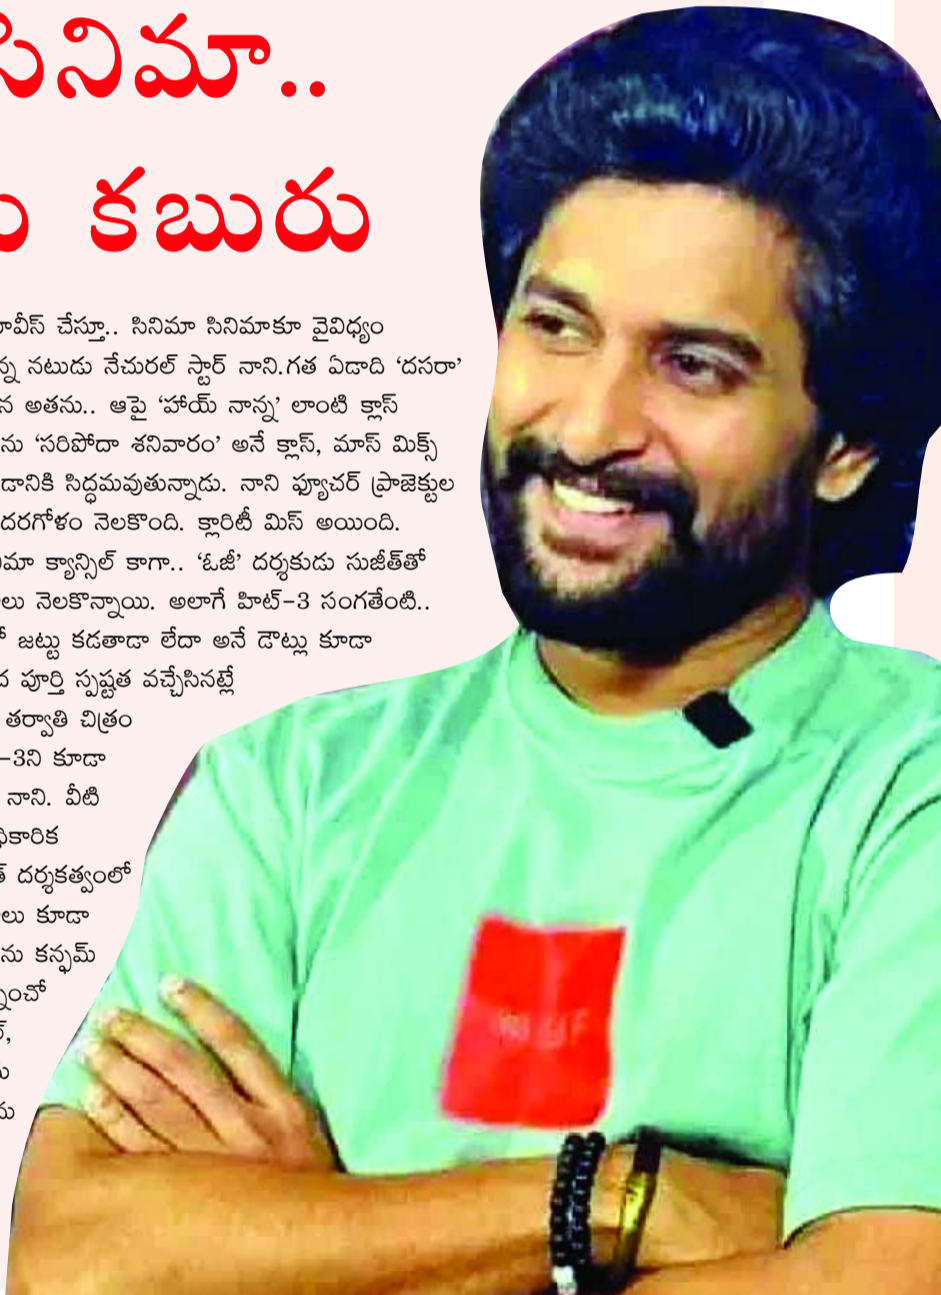 సినిమా..
కబురు
చేస్తూ.. సినిమా సినిమాకూ వైవిధ్యం
నటుడు నేచురల్ స్టార్ నాని.గత ఏడాది ‘దసరా’
అతను.. ఆపై ‘హాయ్ నాన్న’ లాంటి క్లాస్
‘సరిపోదా శనివారం’ అనే క్లాస్, మాస్ మిక్స్
సిద్ధమవుతున్నాడు. నాని ఫ్యూచర్ ప్రాజెక్టుల
నెలకొంది. క్లారిటీ మిస్ అయింది.
క్యాన్సిల్ కాగా.. ‘ఓజీ’ దర్శకుడు సుజీత్‌తో
నెలకొన్నాయి. అలాగే హిట్-3 సంగతేంటి..
జట్టు కడతాడా లేదా అనే డౌట్లు కూడా
పూర్తి స్పష్టత వచ్చేసినట్లే
తర్వాతి చిత్రం
-3ని కూడా
నాని. వీటి
దర్శకత్వంలో
కూడా
కన్ఫమ్